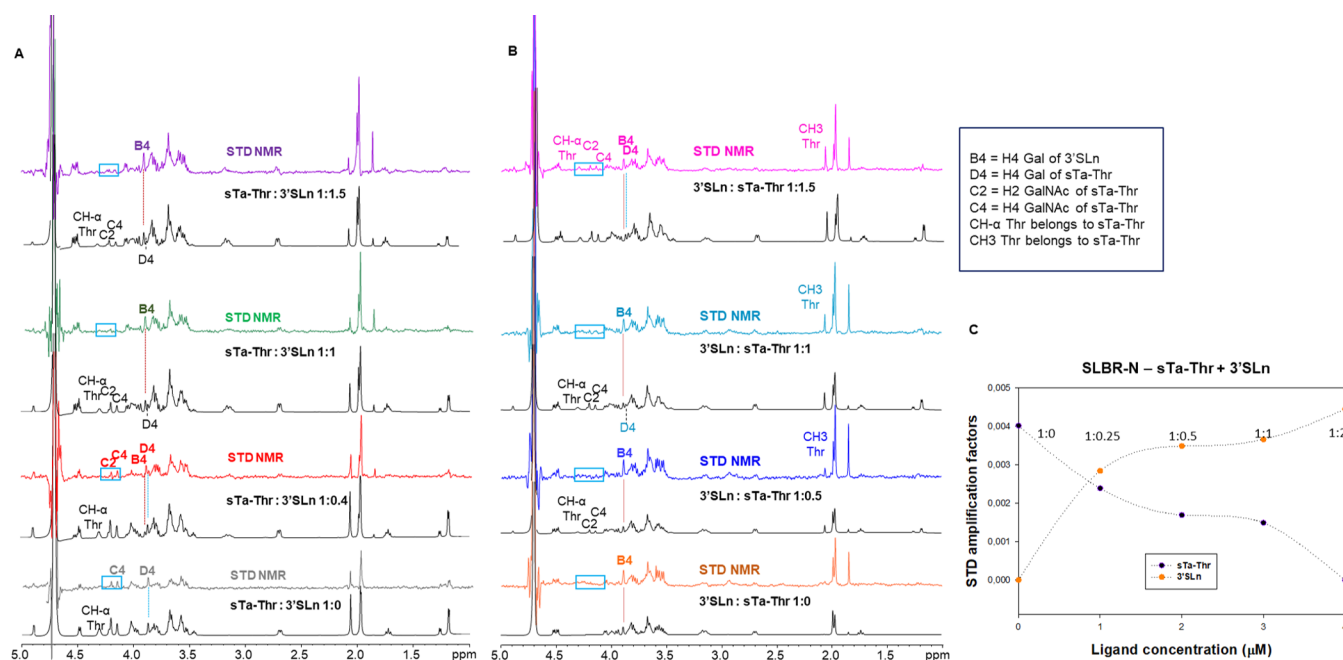 A
B4
STD NMR
sTa-Thr : 3'SLn 1:1.5
CH-α
Thr
C2
C4
D4
B4
STD NMR
sTa-Thr : 3'SLn 1:1
CH-α
Thr
C2
C4
D4
C2
C4
B4
D4
STD NMR
sTa-Thr : 3'SLn 1:0.4
CH-α
Thr
C4
D4
STD NMR
sTa-Thr : 3'SLn 1:0
CH-α
Thr
5.0 4.5 4.0 3.5 3.0 2.5 2.0 1.5 ppm
B
CH-α
Thr
C2
C4
B4
D4
STD NMR
CH3
Thr
3'SLn : sTa-Thr 1:1.5
B4
STD NMR
CH3
Thr
3'SLn : sTa-Thr 1:1
CH-α
Thr
C2
C4
D4
B4
STD NMR
CH3
Thr
3'SLn : sTa-Thr 1:0.5
CH-α
Thr
C2
C4
B4
STD NMR
3'SLn : sTa-Thr 1:0
5.0 4.5 4.0 3.5 3.0 2.5 2.0 1.5 ppm
B4 = H4 Gal of 3'SLn
D4 = H4 Gal of sTa-Thr
C2 = H2 GalNAc of sTa-Thr
C4 = H4 GalNAc of sTa-Thr
CH-α Thr belongs to sTa-Thr
CH3 Thr belongs to sTa-Thr
C
SLBR-N – sTa-Thr + 3'SLn
STD amplification factors
0,005
0,004
0,003
0,002
0,001
0,000
1:0
1:0.25
1:0.5
1:1
sTa-Thr
3'SLn
0 1 2 3
Ligand concentration (μM)